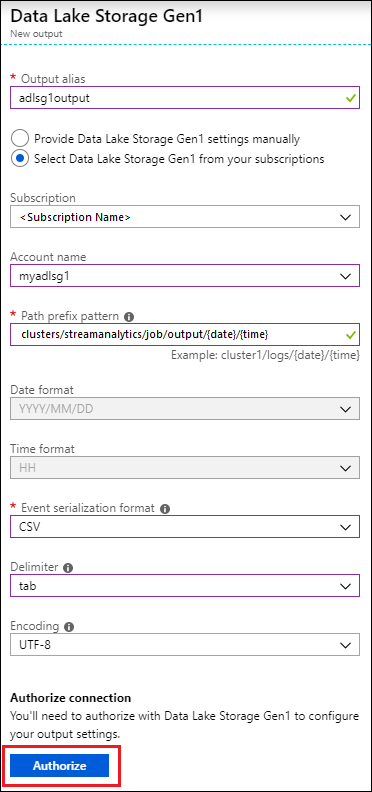 Data Lake Storage Gen1
New output
* Output alias
adlsg1output
Provide Data Lake Storage Gen1 settings manually
Select Data Lake Storage Gen1 from your subscriptions
Subscription
<Subscription Name>
Account name
myadlsg1
* Path prefix pattern
clusters/streamanalytics/job/output/{date}/{time}
Example: cluster1/logs/{date}/{time}
Date format
YYYY/MM/DD
Time format
HH
* Event serialization format
CSV
Delimiter
tab
Encoding
UTF-8
Authorize connection
You'll need to authorize with Data Lake Storage Gen1 to configure
your output settings.
Authorize